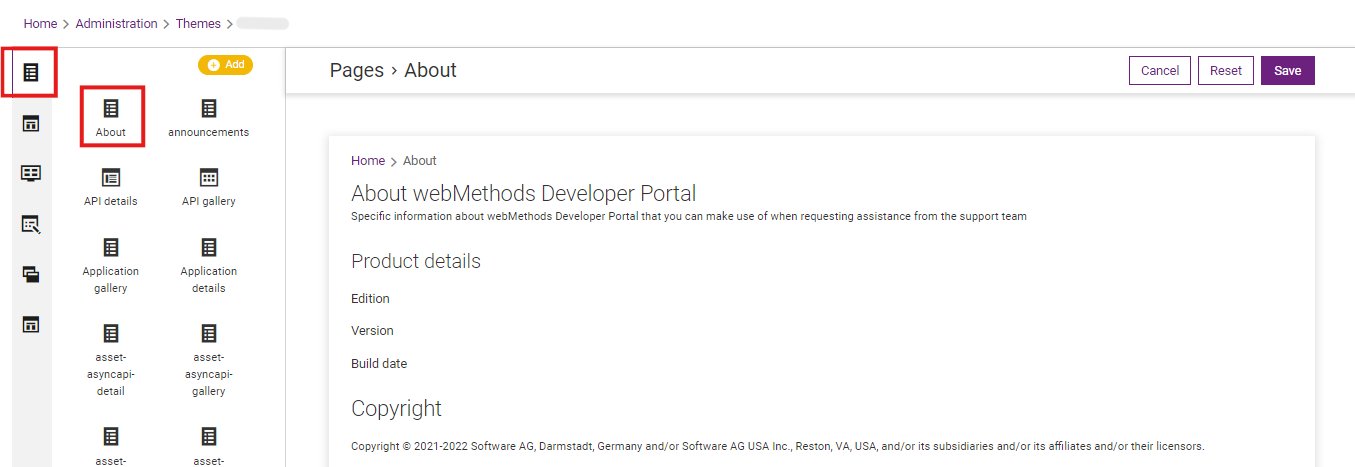 Home > Administration > Themes >
Add
Pages > About
Cancel
Reset
Save
About
announcements
API details
API gallery
Application
gallery
Application
details
asset-
asyncapi-
detail
asset-
asyncapi-
gallery
asset-
asset-
Home > About
About webMethods Developer Portal
Specific information about webMethods Developer Portal that you can make use of when requesting assistance from the support team
Product details
Edition
Version
Build date
Copyright
Copyright © 2021-2022 Software AG, Darmstadt, Germany and/or Software AG USA Inc., Reston, VA, USA, and/or its subsidiaries and/or its affiliates and/or their licensors.